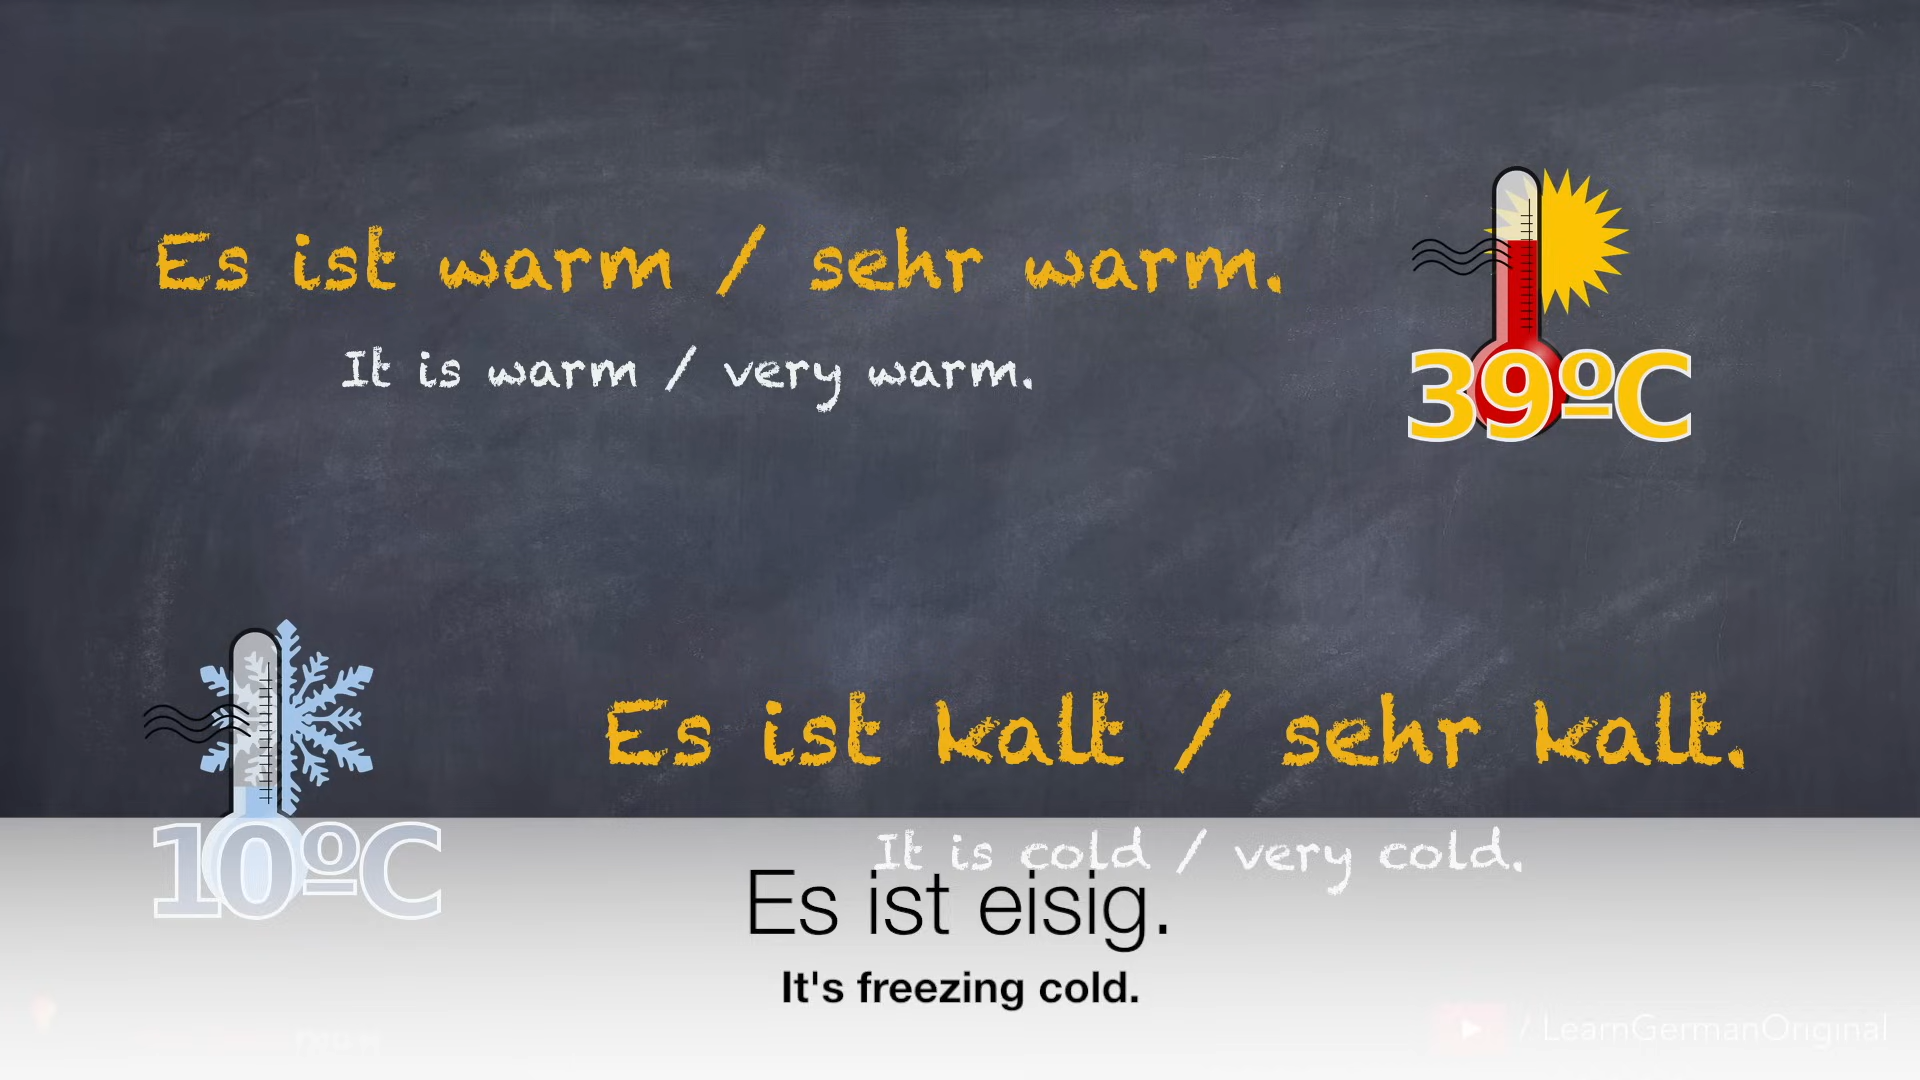 Es ist warm / sehr warm.
It is warm / very warm.
39ºC
Es ist kalt / sehr kalt.
10ºC
It is cold / very cold.
Es ist eisig.
It's freezing cold.
/ LearnGermanOriginal